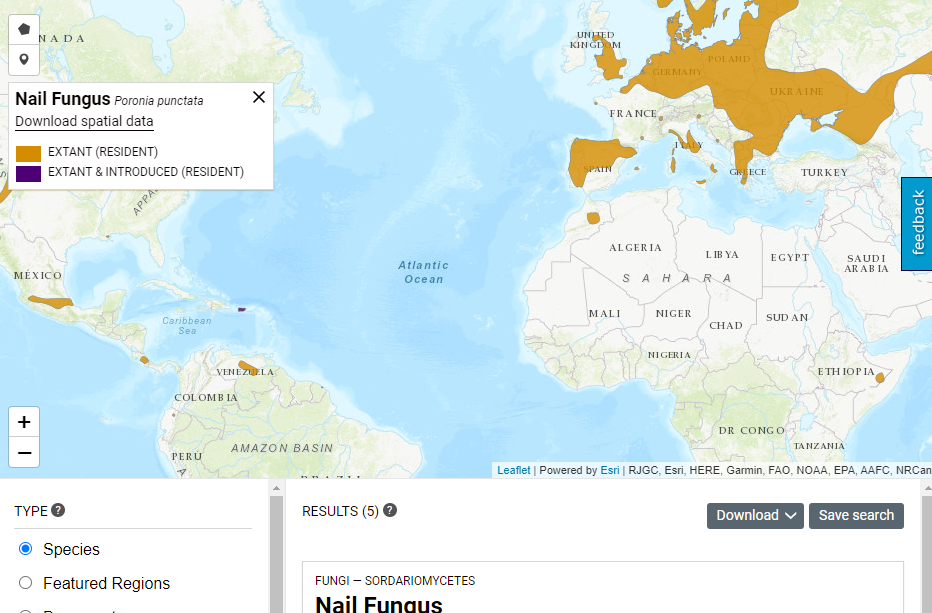 NADA
UNITED
KINGDOM
POLAND
GERMANY
UKRAINE
Nail Fungus Poronia punctata
Download spatial data
EXTANT (RESIDENT)
EXTANT & INTRODUCED (RESIDENT)
FRANCE
ITALY
SPAIN
GREECE
TURKEY
APPA
feedback
ALGERIA
LIBYA
EGYPT
SAUDI
ARABIA
Atlantic
Ocean
SAHARA
MÉXICO
MALI
NIGER
CHAD
SUDAN
Caribbean
Sea
NIGERIA
ETHIOPIA
VENEZUELA
COLOMBIA
DR CONGO
TANZANIA
AMAZON BASIN
PERÚ
A
BRAZIL
+
−
Leaflet | Powered by Esri | RJGC, Esri, HERE, Garmin, FAO, NOAA, EPA, AAFC, NRCan
TYPE ?
RESULTS (5) ?
Download
Save search
Species
Featured Regions
FUNGI — SORDARIOMYCETES
Nail Fungus